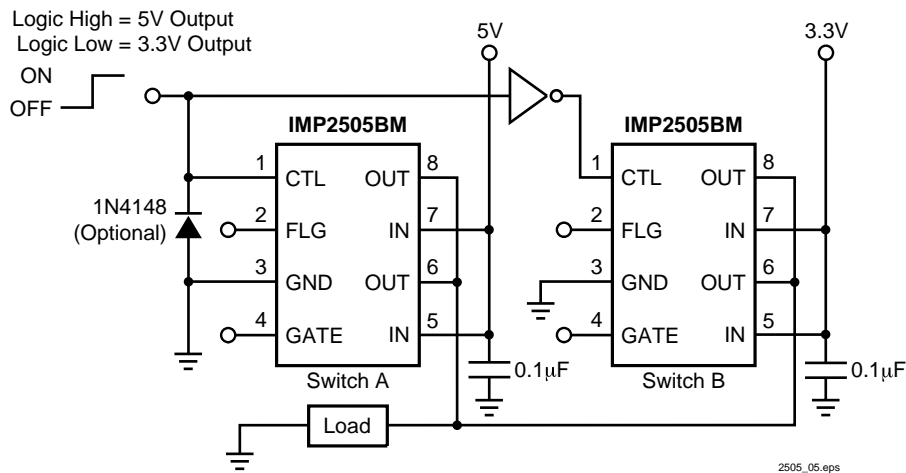 Logic High = 5V Output
Logic Low = 3.3V Output
ON
OFF
5V
3.3V
IMP2505BM
IMP2505BM
1
CTL
OUT
8
2
FLG
IN
7
3
GND
OUT
6
4
GATE
IN
5
1N4148
(Optional)
Switch A
0.1μF
1
CTL
OUT
8
2
FLG
IN
7
3
GND
OUT
6
4
GATE
IN
5
Switch B
0.1μF
Load
2505_05.eps